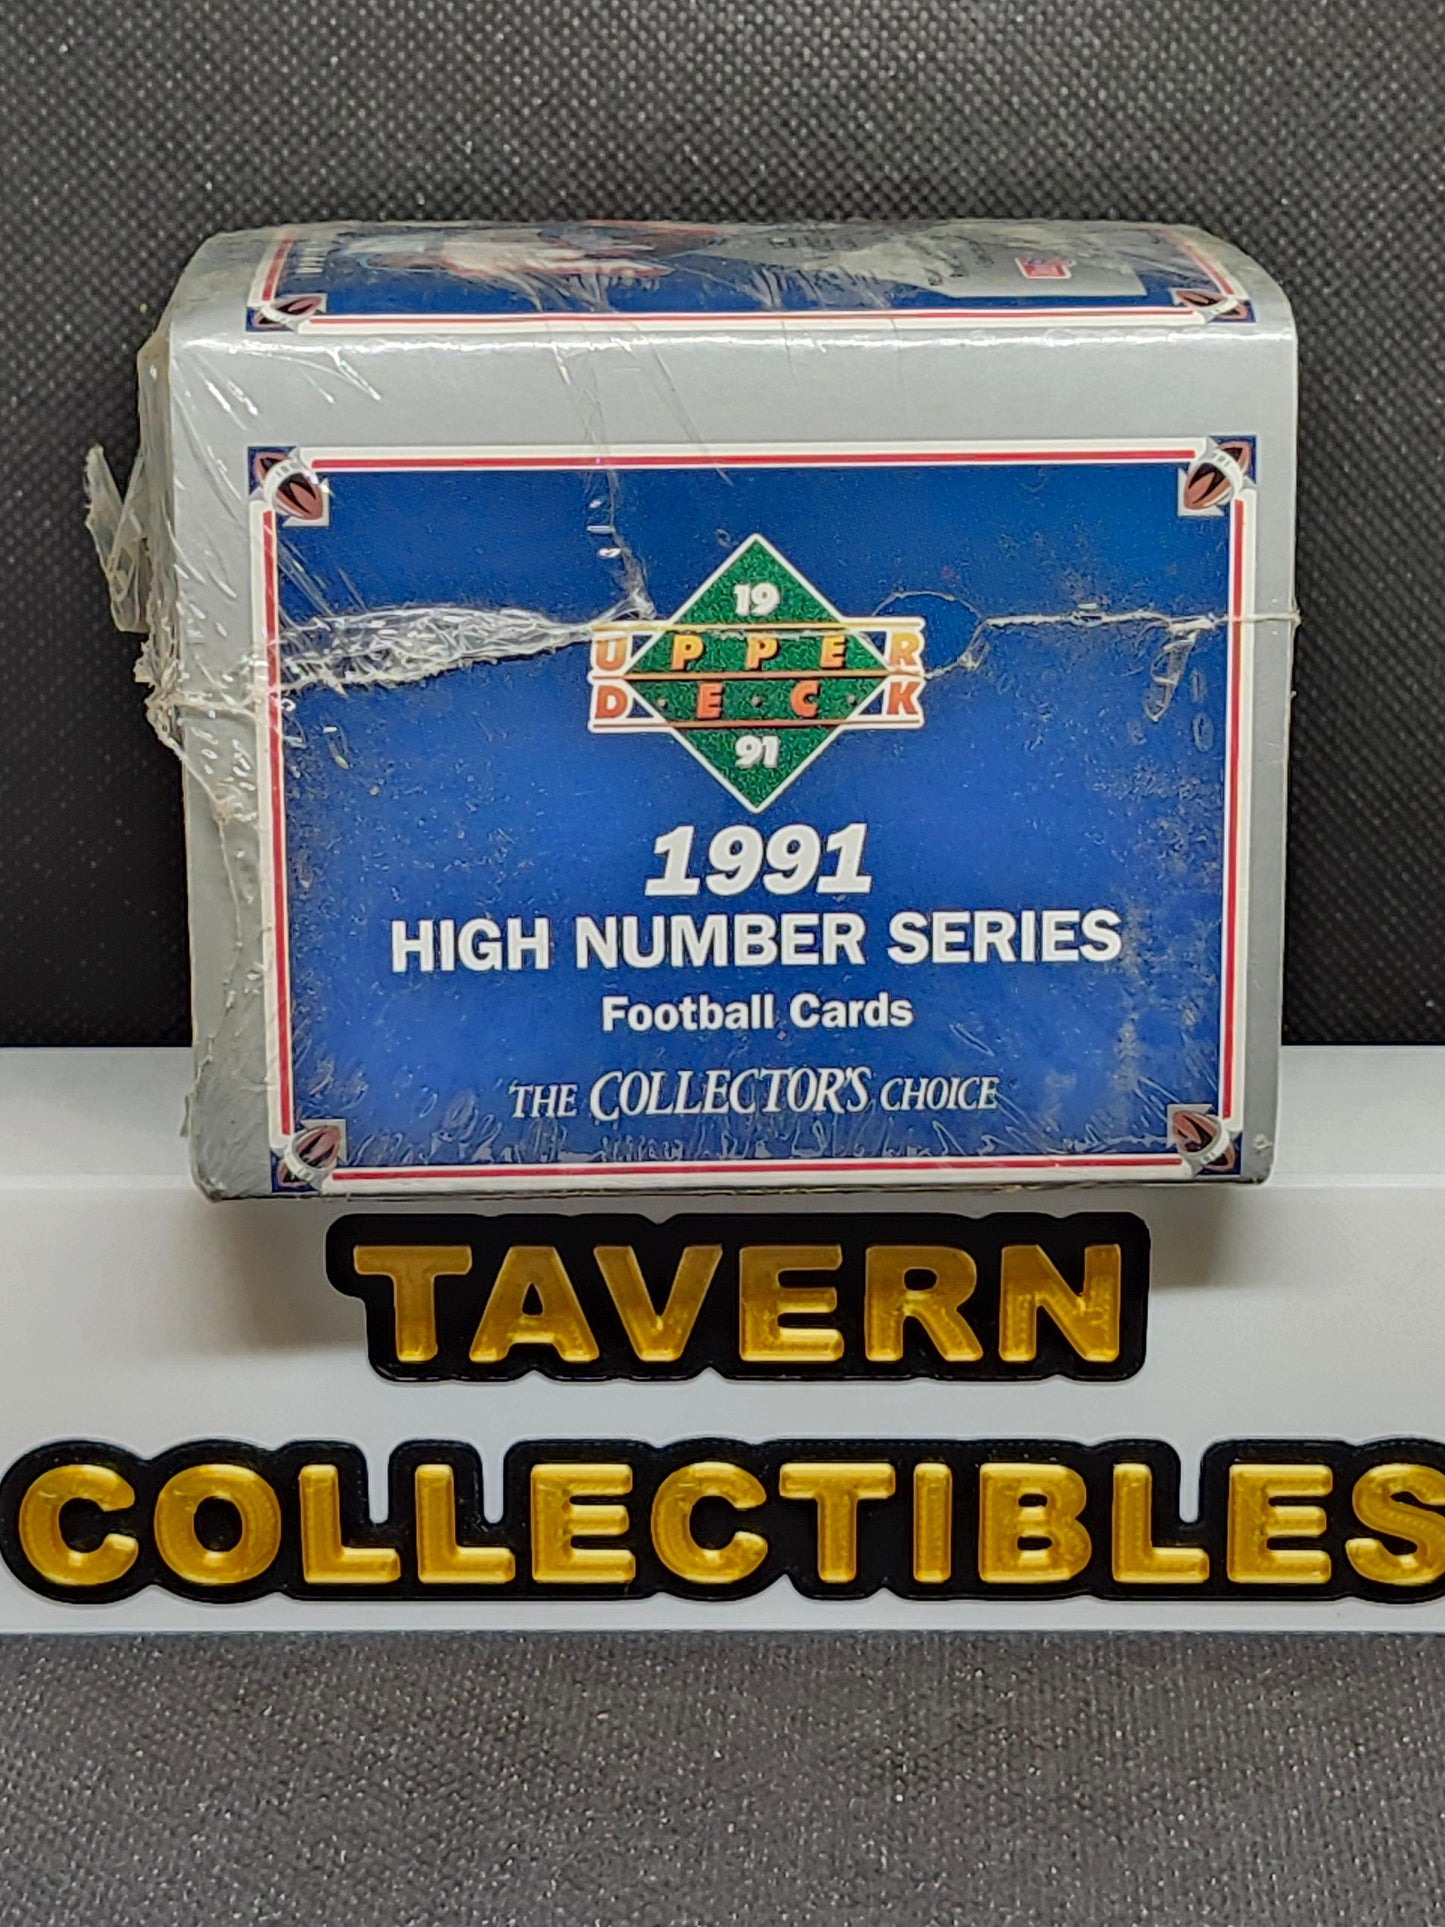 19
UPPER
DECK
91
1991
HIGH NUMBER SERIES
Football Cards
THE COLLECTOR'S CHOICE
TAVERN
COLLECTIBLES